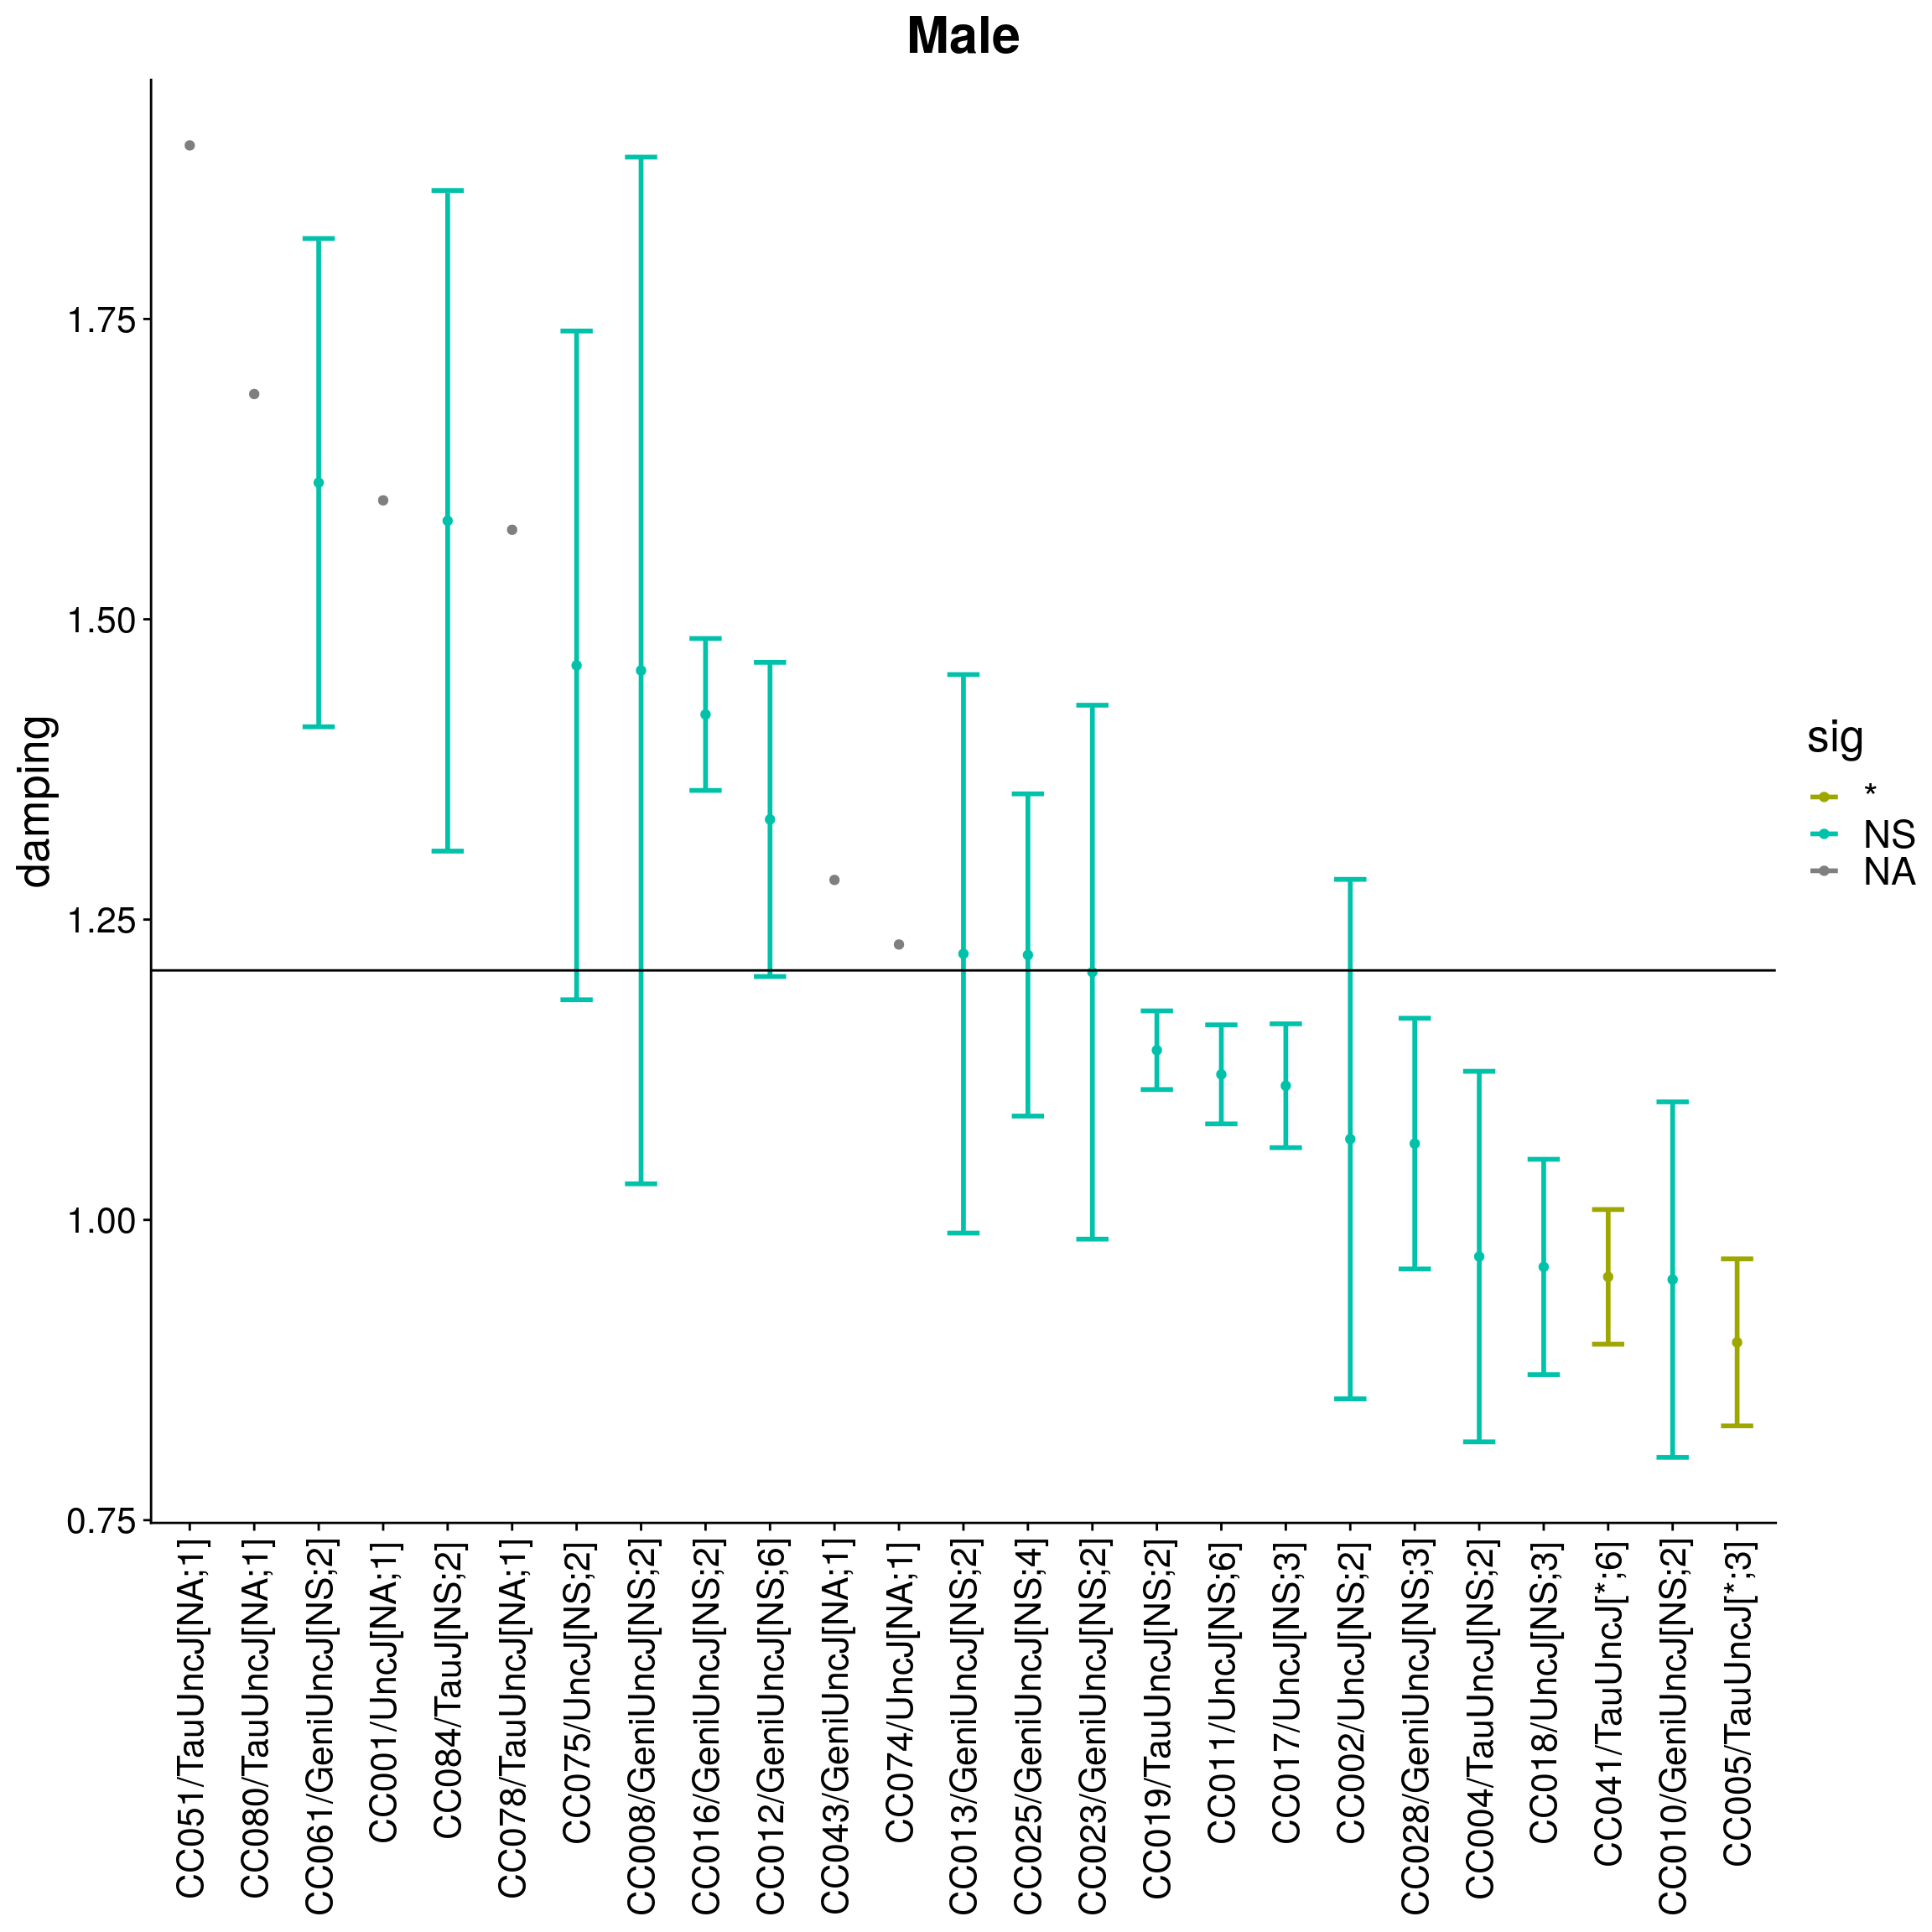 Male
damping
1.75
1.50
1.25
1.00
0.75
CC051/TauUncJ[NA;1]
CC080/TauUncJ[NA;1]
CC061/GeniUncJ[NS;2]
CC001/UncJ[NA;1]
CC084/TauJ[NS;2]
CC078/TauUncJ[NA;1]
CC075/UncJ[NS;2]
CC008/GeniUncJ[NS;2]
CC016/GeniUncJ[NS;2]
CC012/GeniUncJ[NS;6]
CC043/GeniUncJ[NA;1]
CC074/UncJ[NA;1]
CC013/GeniUncJ[NS;2]
CC025/GeniUncJ[NS;4]
CC023/GeniUncJ[NS;2]
CC019/TauUncJ[NS;2]
CC011/UncJ[NS;6]
CC017/UncJ[NS;3]
CC002/UncJ[NS;2]
CC028/GeniUncJ[NS;3]
CC004/TauUncJ[NS;2]
CC018/UncJ[NS;3]
CC041/TauUncJ[*;6]
CC010/GeniUncJ[NS;2]
CC005/TauUncJ[*;3]
sig
*
NS
NA